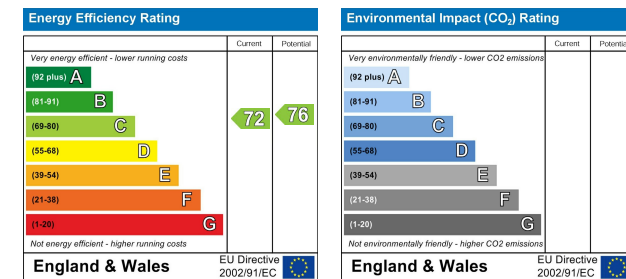 Energy Efficiency Rating
Current Potential
Very energy efficient - lower running costs
(92 plus) A
(81-91) B
(69-80) C
72 76
(55-68) D
(39-54) E
(21-38) F
(1-20) G
Not energy efficient - higher running costs
England & Wales
EU Directive
2002/91/EC
Environmental Impact (CO₂) Rating
Current Potentia
Very environmentally friendly - lower CO2 emissions
(92 plus) A
(81-91) B
(69-80) C
(55-68) D
(39-54) E
(21-38) F
(1-20) G
Not environmentally friendly - higher CO2 emissions
England & Wales
EU Directive
2002/91/EC